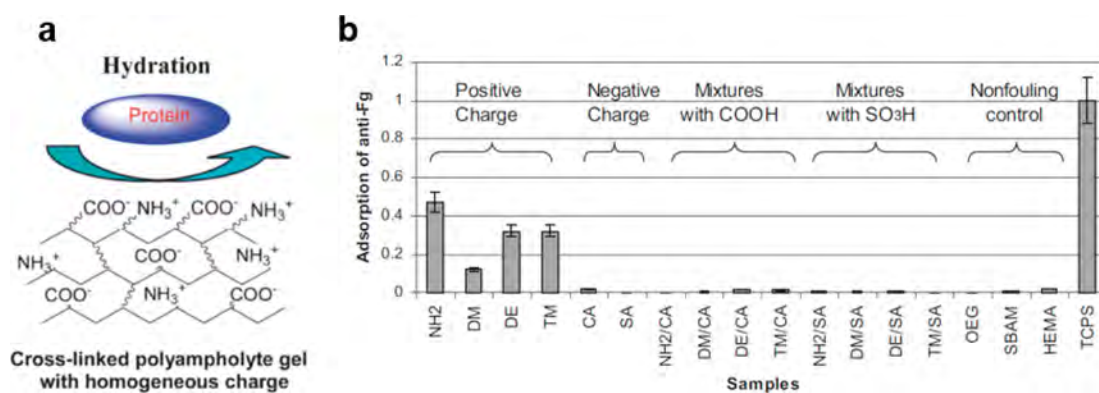 a
Hydration
Protein
COO⁻ NH₃⁺ COO⁻ NH₃⁺
NH₃⁺ COO⁻ NH₃⁺
COO⁻ NH₃⁺ COO⁻
Cross-linked polyampholyte gel
with homogeneous charge
b
Adsorption of anti-Fg
1.2
1
0.8
0.6
0.4
0.2
0
Positive
Charge
Negative
Charge
Mixtures
with COOH
Mixtures
with SO3H
Nonfouling
control
NH2
DM
DE
TM
CA
SA
NH2/CA
DM/CA
DE/CA
TM/CA
NH2/SA
DM/SA
DE/SA
TM/SA
OEG
SBAM
HEMA
TCPS
Samples